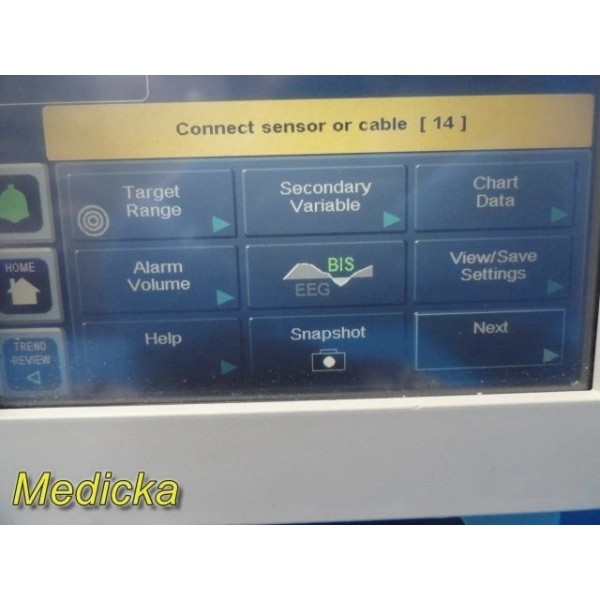 Connect sensor or cable [ 14 ]
Target
Range
Secondary
Variable
Chart
Data
HOME
Alarm
Volume
BIS
EEG
View/Save
Settings
TREND
REVIEW
Help
Snapshot
Next
Medicka